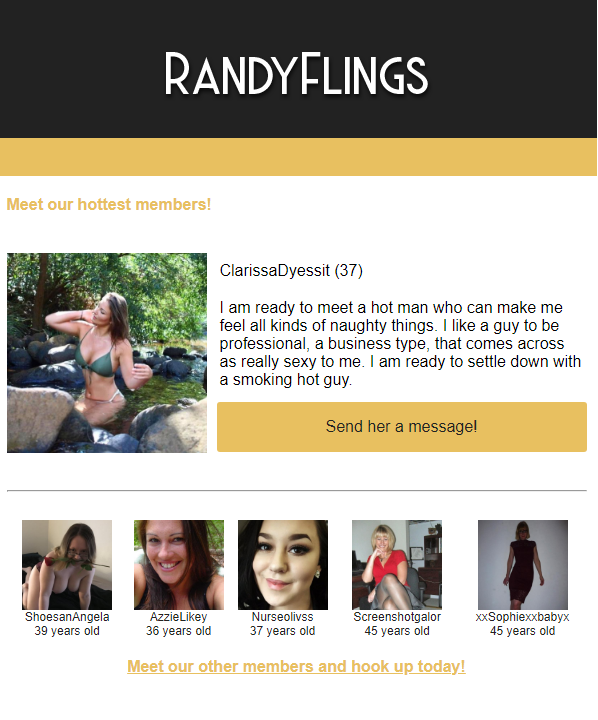 RandyFlings
Meet our hottest members!
ClarissaDyessit (37)
I am ready to meet a hot man who can make me
feel all kinds of naughty things. I like a guy to be
professional, a business type, that comes across
as really sexy to me. I am ready to settle down with
a smoking hot guy.
Send her a message!
ShoesanAngela
39 years old
AzzieLikey
36 years old
Nurseolivss
37 years old
Screenshotgalor
45 years old
xxSophiexxbabyx
45 years old
Meet our other members and hook up today!